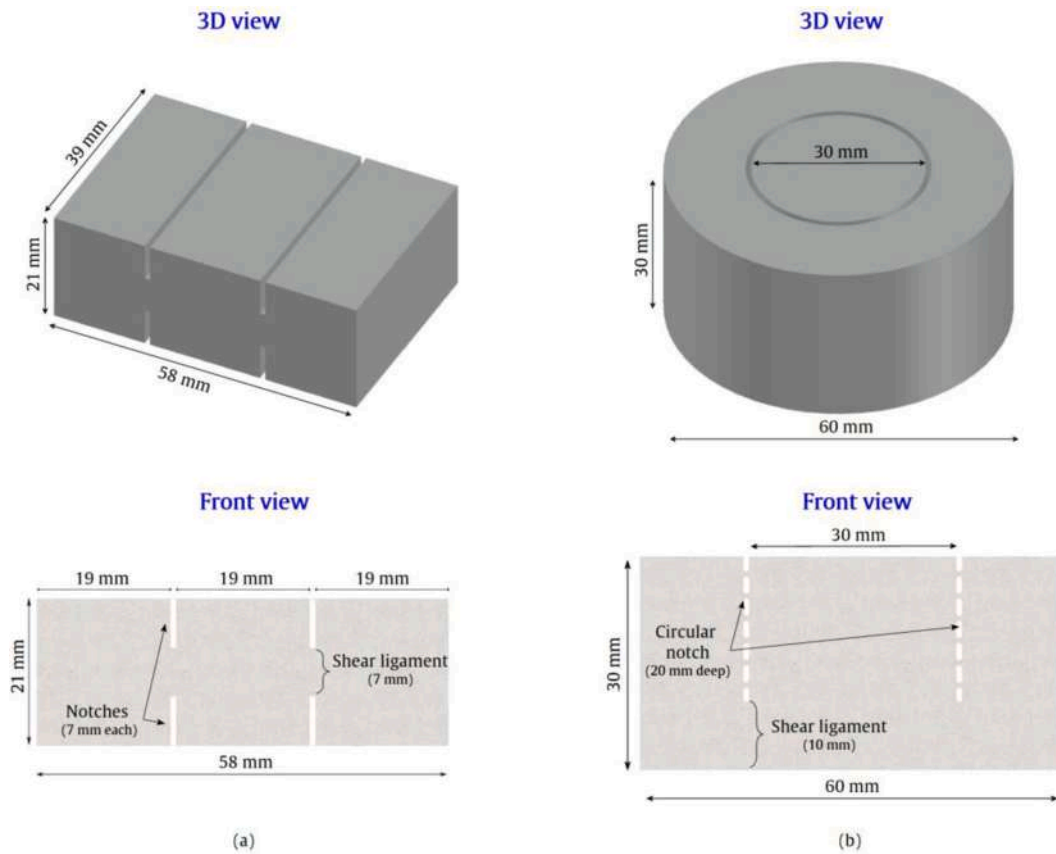 3D view
39 mm
21 mm
58 mm
3D view
30 mm
30 mm
60 mm
Front view
19 mm
19 mm
19 mm
21 mm
Notches
(7 mm each)
Shear ligament
(7 mm)
58 mm
(a)
Front view
30 mm
30 mm
Circular
notch
(20 mm deep)
Shear ligament
(10 mm)
60 mm
(b)